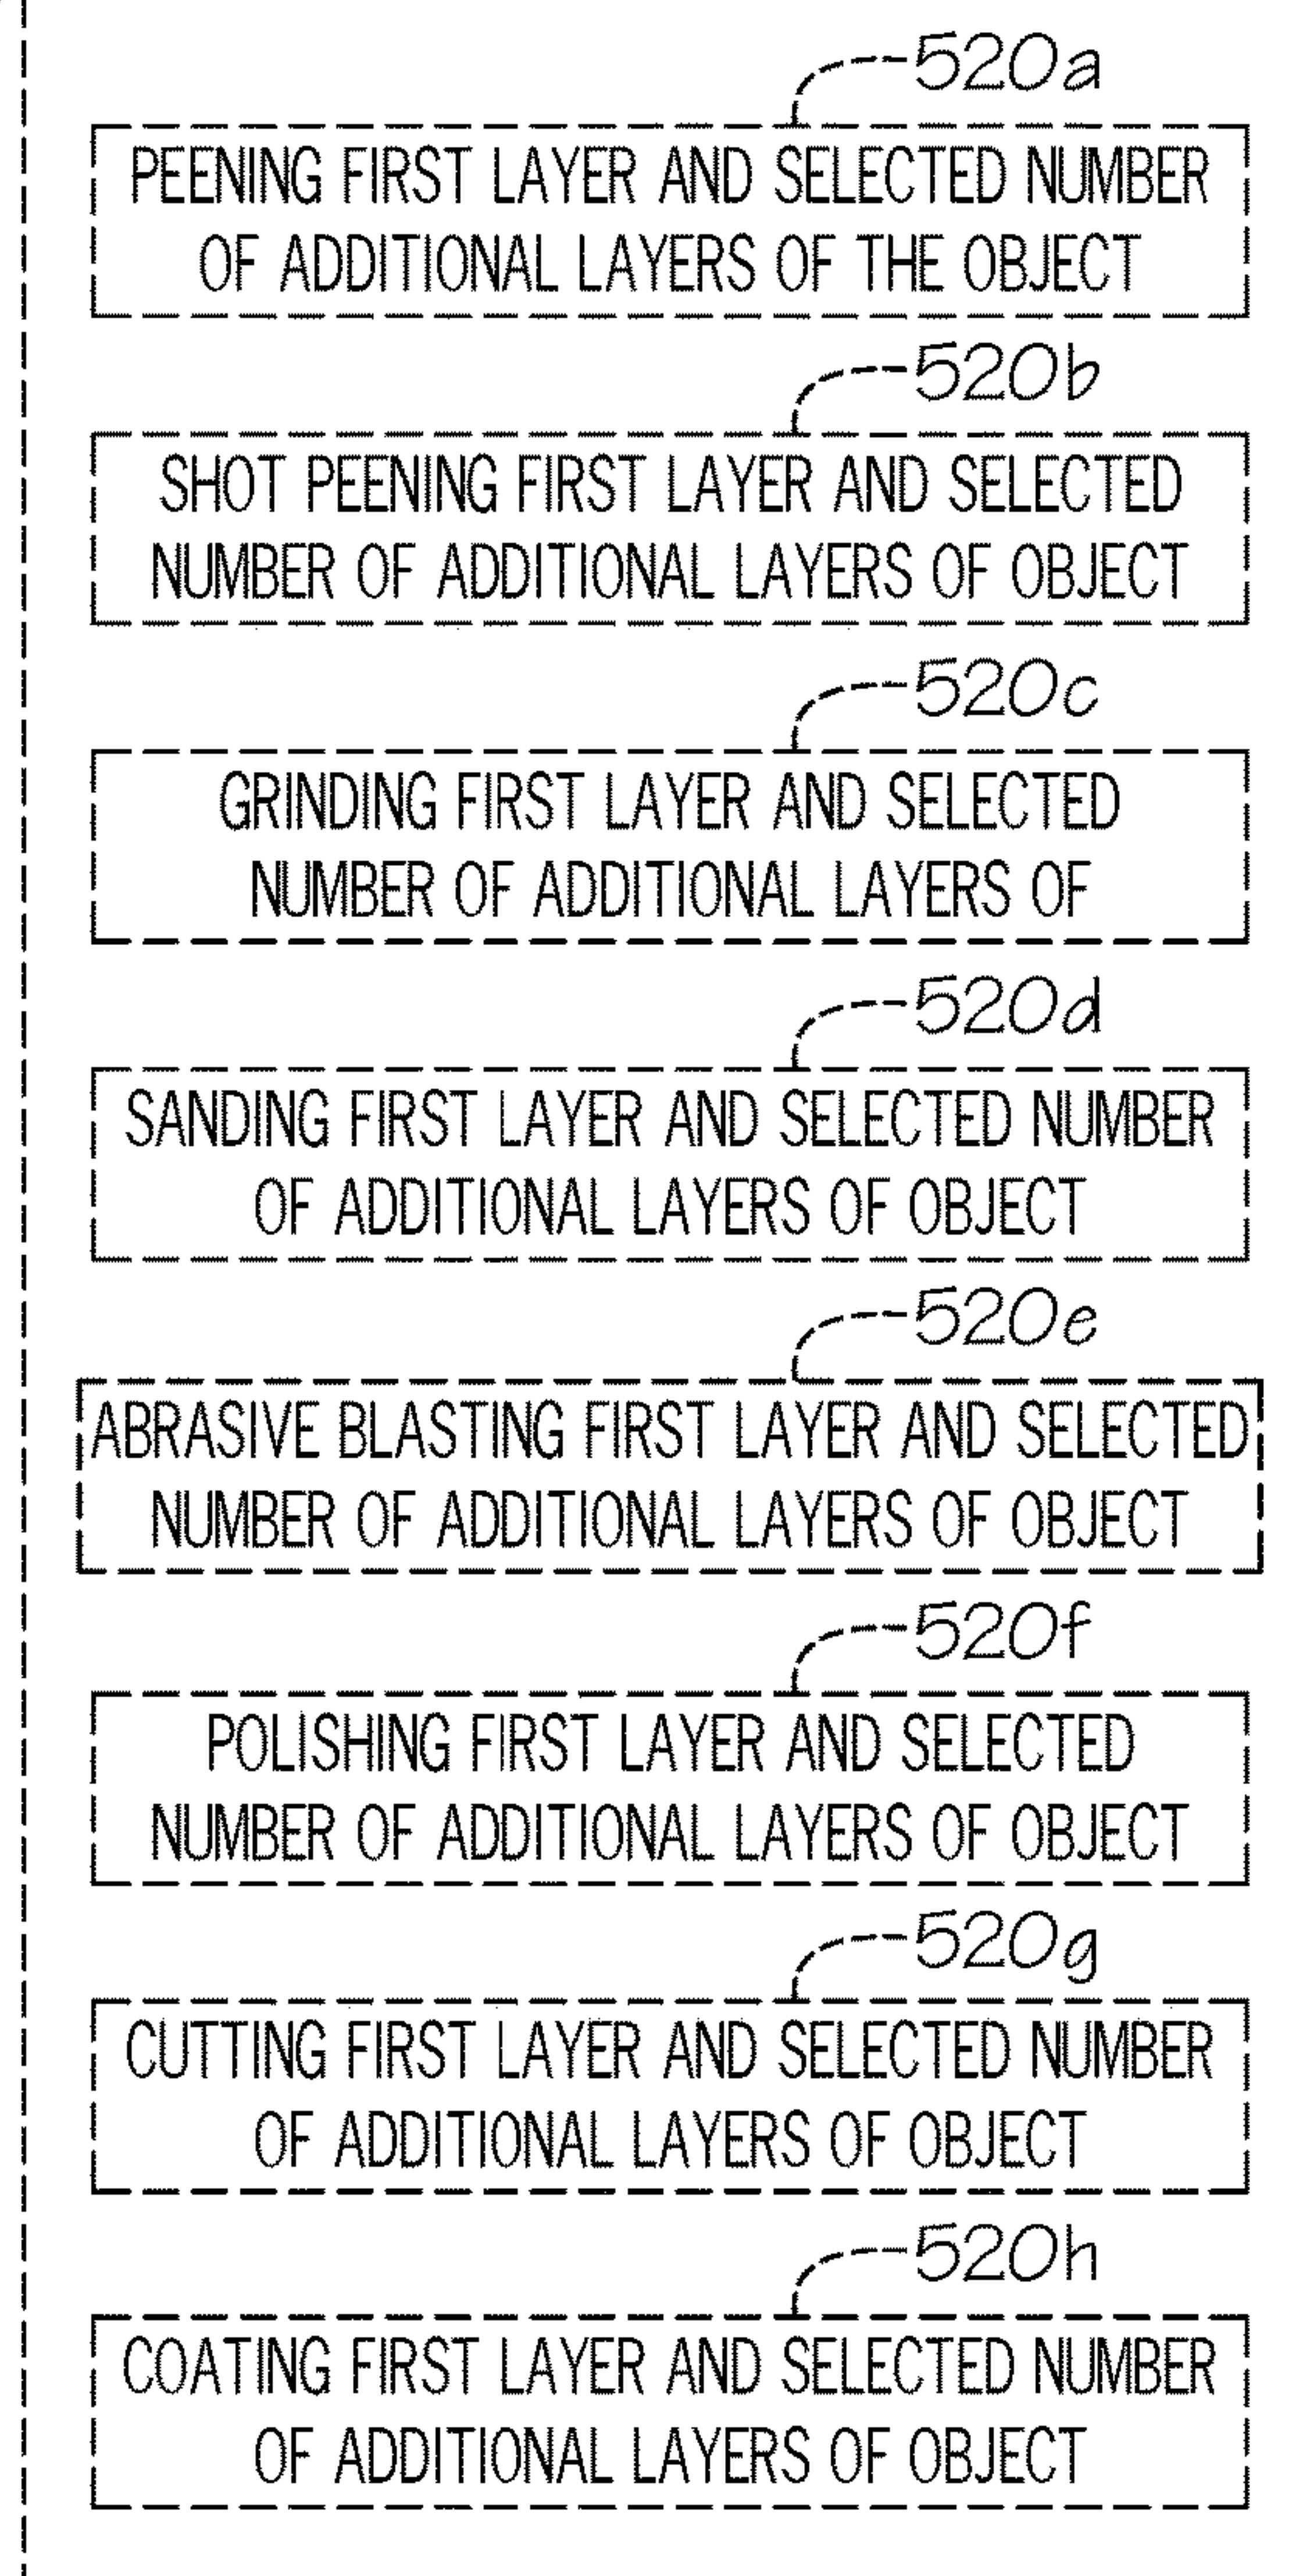 520a
PEENING FIRST LAYER AND SELECTED NUMBER
OF ADDITIONAL LAYERS OF THE OBJECT
520b
SHOT PEENING FIRST LAYER AND SELECTED
NUMBER OF ADDITIONAL LAYERS OF OBJECT
520c
GRINDING FIRST LAYER AND SELECTED
NUMBER OF ADDITIONAL LAYERS OF
520d
SANDING FIRST LAYER AND SELECTED NUMBER
OF ADDITIONAL LAYERS OF OBJECT
520e
ABRASIVE BLASTING FIRST LAYER AND SELECTED
NUMBER OF ADDITIONAL LAYERS OF OBJECT
520f
POLISHING FIRST LAYER AND SELECTED
NUMBER OF ADDITIONAL LAYERS OF OBJECT
520g
CUTTING FIRST LAYER AND SELECTED NUMBER
OF ADDITIONAL LAYERS OF OBJECT
520h
COATING FIRST LAYER AND SELECTED NUMBER
OF ADDITIONAL LAYERS OF OBJECT